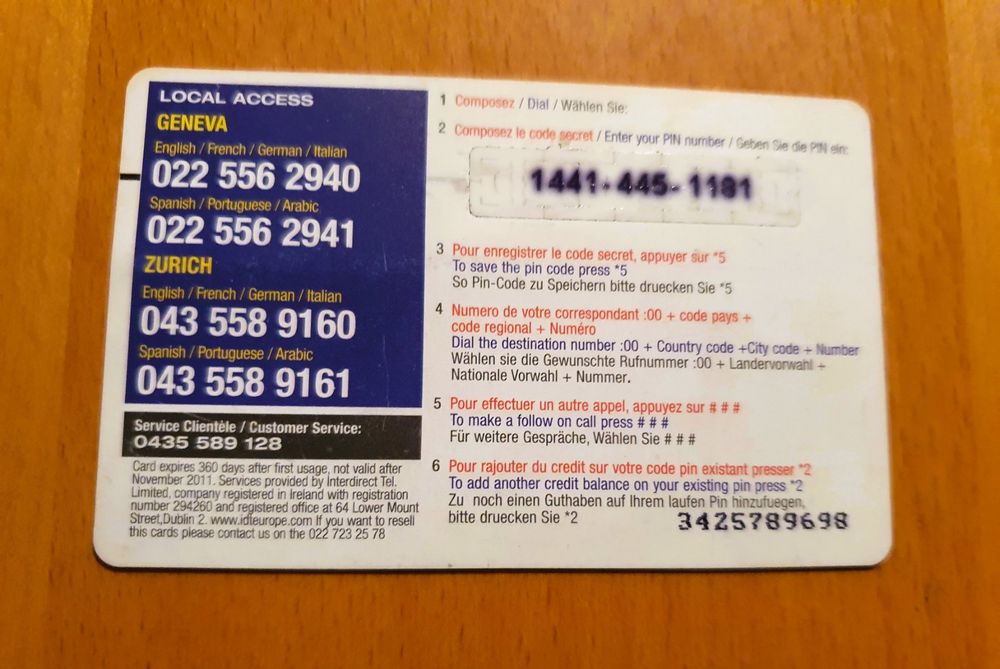 LOCAL ACCESS
GENEVA
English / French / German / Italian
022 556 2940
Spanish / Portuguese / Arabic
022 556 2941
ZURICH
English / French / German / Italian
043 558 9160
Spanish / Portuguese / Arabic
043 558 9161
Service Clientèle / Customer Service:
0435 589 128
Card expires 360 days after first usage, not valid after
November 2011. Services provided by Interdirect Tel.
Limited, company registered in Ireland with registration
number 294260 and registered office at 64 Lower Mount
Street,Dublin 2. www.idteurope.com If you want to resell
this cards please contact us on the 022 723 25 78
1 Composez / Dial / Wählen Sie:
2 Composez le code secret / Enter your PIN number / Geben Sie die PIN ein:
1441-445-1181
3 Pour enregistrer le code secret, appuyer sur *5
To save the pin code press *5
So Pin-Code zu Speichern bitte druecken Sie *5
4 Numero de votre correspondant :00 + code pays +
code regional + Numéro
Dial the destination number :00 + Country code +City code + Number
Wählen sie die Gewunschte Rufnummer :00 + Landervorwahl +
Nationale Vorwahl + Nummer.
5 Pour effectuer un autre appel, appuyez sur # # #
To make a follow on call press # # #
Für weitere Gespräche, Wählen Sie # # #
6 Pour rajouter du credit sur votre code pin existant presser *2
To add another credit balance on your existing pin press *2
Zu noch einen Guthaben auf Ihrem laufen Pin hinzufuegen,
bitte druecken Sie *2
3425789698